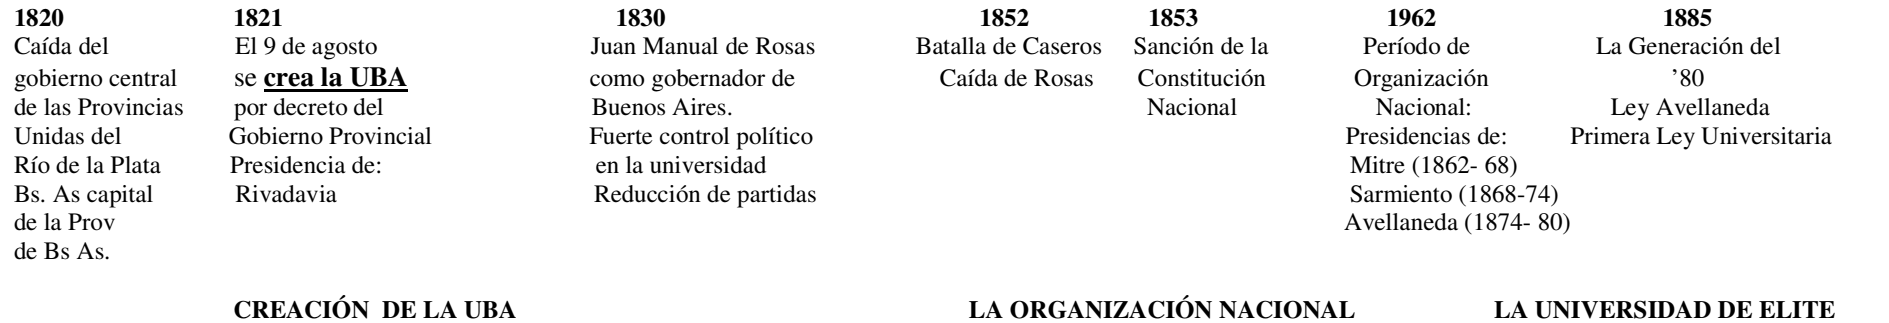 1820
Caída del
gobierno central
de las Provincias
Unidas del
Río de la Plata
Bs. As capital
de la Prov
de Bs As.
1821
El 9 de agosto
se crea la UBA
por decreto del
Gobierno Provincial
Presidencia de:
Rivadavia
1830
Juan Manual de Rosas
como gobernador de
Buenos Aires.
Fuerte control político
en la universidad
Reducción de partidas
1852
Batalla de Caseros
Caída de Rosas
1853
Sanción de la
Constitución
Nacional
1962
Período de
Organización
Nacional:
Presidencias de:
Mitre (1862- 68)
Sarmiento (1868-74)
Avellaneda (1874- 80)
1885
La Generación del
’80
Ley Avellaneda
Primera Ley Universitaria
CREACIÓN DE LA UBA
LA ORGANIZACIÓN NACIONAL
LA UNIVERSIDAD DE ELITE